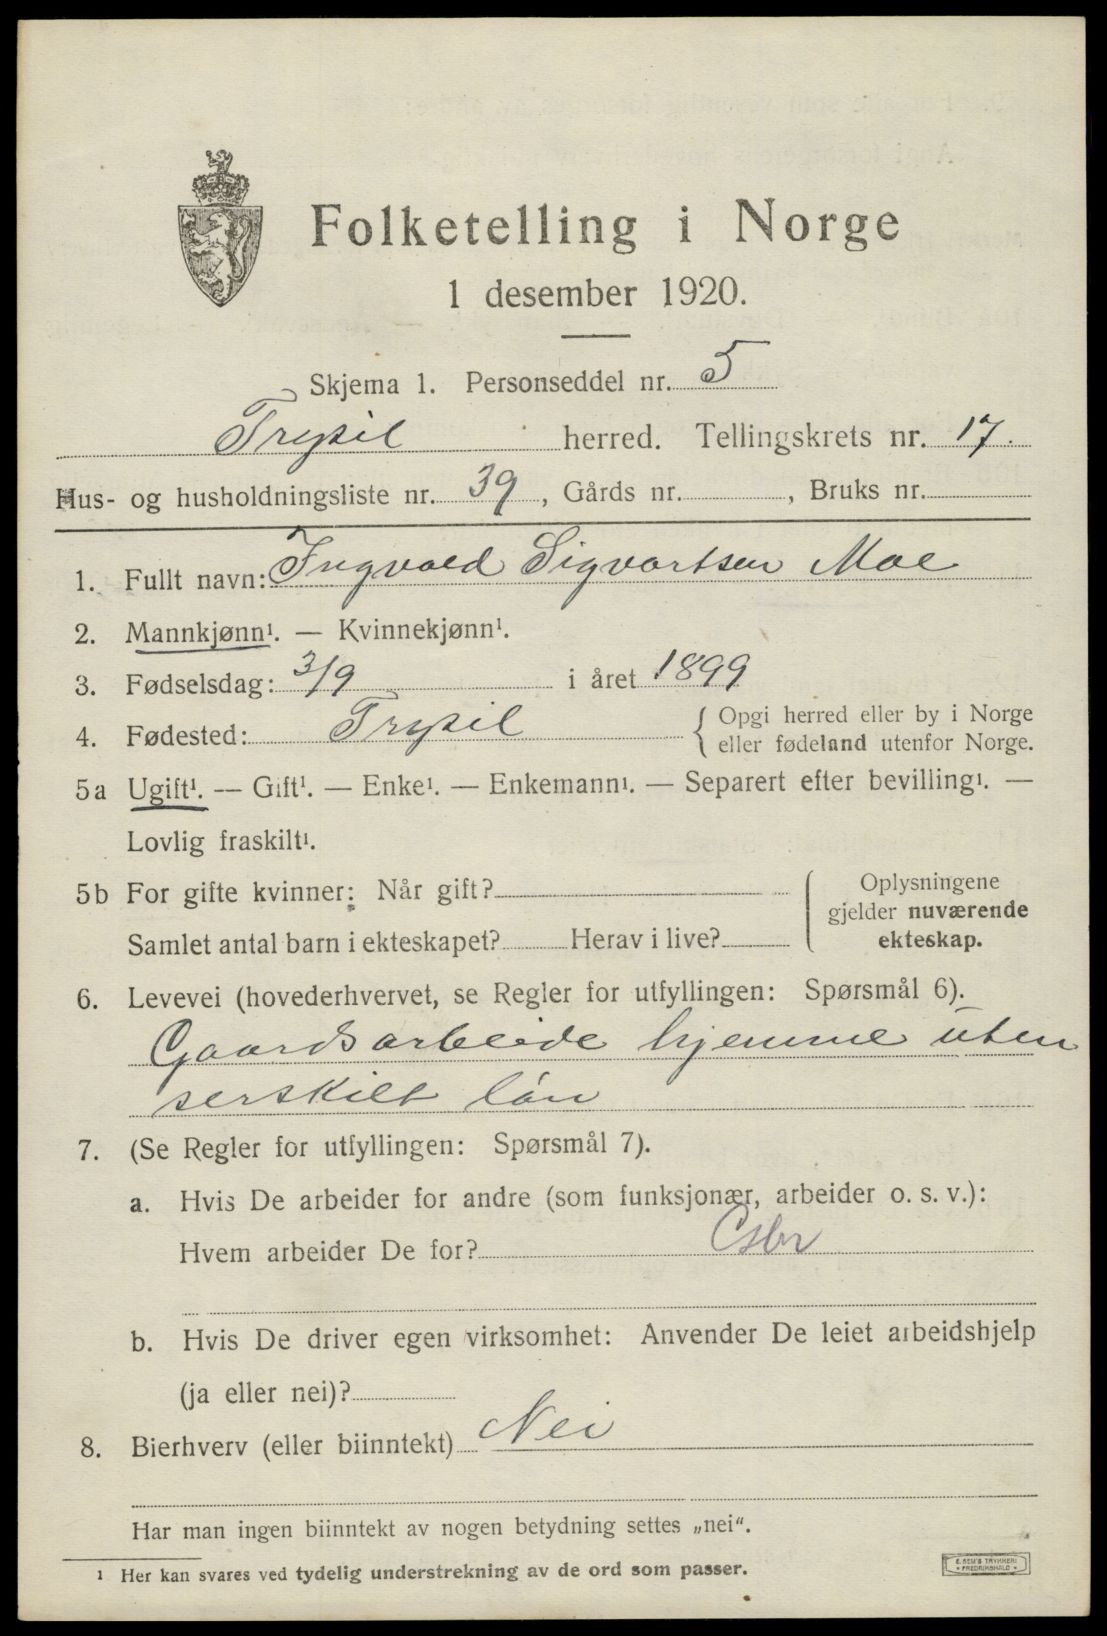 Folketelling i Norge
1 desember 1920.
Skjema 1. Personseddel nr. 5
Trysil herred. Tellingskrets nr. 17.
Hus- og husholdningsliste nr. 39, Gårds nr. , Bruks nr.
1. Fullt navn: Ingvald Sigvartsen Moe
2. Mannkjønn¹. — Kvinnekjønn¹.
3. Fødselsdag: 3/9 i året 1899
4. Fødested: Trysil { Opgi herred eller by i Norge
eller fødeland utenfor Norge.
5a Ugift¹. — Gift¹. — Enke¹. — Enkemann¹. — Separert efter bevilling¹. —
Lovlig fraskilt¹.
5b For gifte kvinner: Når gift?
Samlet antal barn i ekteskapet? Herav i live?
{ Oplysningene
gjelder nuværende
ekteskap.
6. Levevei (hovederhvervet, se Regler for utfyllingen: Spørsmål 6).
Gaardsarbeide hjemme uten
serskilt lön
7. (Se Regler for utfyllingen: Spørsmål 7).
a. Hvis De arbeider for andre (som funksjonær, arbeider o. s. v.):
Hvem arbeider De for?
b. Hvis De driver egen virksomhet: Anvender De leiet arbeidshjelp
(ja eller nei)?
8. Bierhverv (eller biinntekt) Nei
Har man ingen biinntekt av nogen betydning settes „nei“.
¹ Her kan svares ved tydelig understrekning av de ord som passer.
E. SEM'S TRYKKERI
FREDRIKSHALD